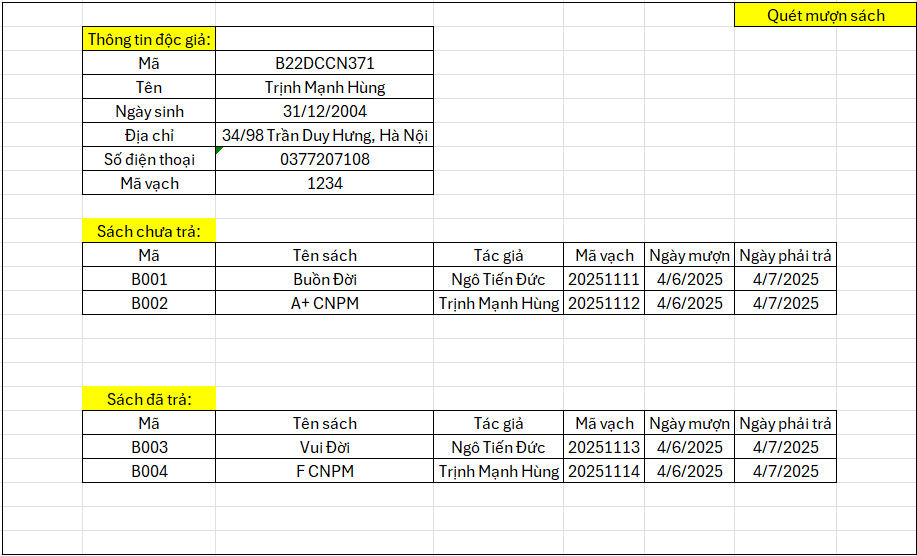 Quét mượn sách
Thông tin độc giả:
Mã B22DCCN371
Tên Trịnh Mạnh Hùng
Ngày sinh 31/12/2004
Địa chỉ 34/98 Trần Duy Hưng, Hà Nội
Số điện thoại 0377207108
Mã vạch 1234
Sách chưa trả:
Mã Tên sách Tác giả Mã vạch Ngày mượn Ngày phải trả
B001 Buồn Đời Ngô Tiến Đức 20251111 4/6/2025 4/7/2025
B002 A+ CNPM Trịnh Mạnh Hùng 20251112 4/6/2025 4/7/2025
Sách đã trả:
Mã Tên sách Tác giả Mã vạch Ngày mượn Ngày phải trả
B003 Vui Đời Ngô Tiến Đức 20251113 4/6/2025 4/7/2025
B004 F CNPM Trịnh Mạnh Hùng 20251114 4/6/2025 4/7/2025